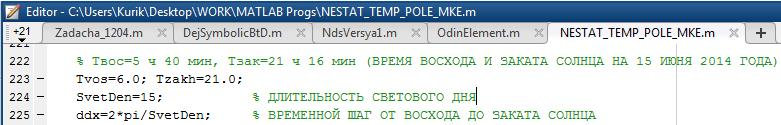 Editor - C:\Users\Kurik\Desktop\WORK\MATLAB Progs\NESTAT_TEMP_POLE_MKE.m
+21 Zadacha_1204.m × DejSymbolicBtD.m × NdsVersya1.m × OdinElement.m × NESTAT_TEMP_POLE_MKE.m × +
221
222 % Твос=5 ч 40 мин, Тзак=21 ч 16 мин (ВРЕМЯ ВОСХОДА И ЗАКАТА СОЛНЦА НА 15 ИЮНЯ 2014 ГОДА)
223 - Tvos=6.0; Tzakh=21.0;
224 - SvetDen=15; % ДЛИТЕЛЬНОСТЬ СВЕТОВОГО ДНЯ
225 - ddx=2*pi/SvetDen; % ВРЕМЕННОЙ ШАГ ОТ ВОСХОДА ДО ЗАКАТА СОЛНЦА